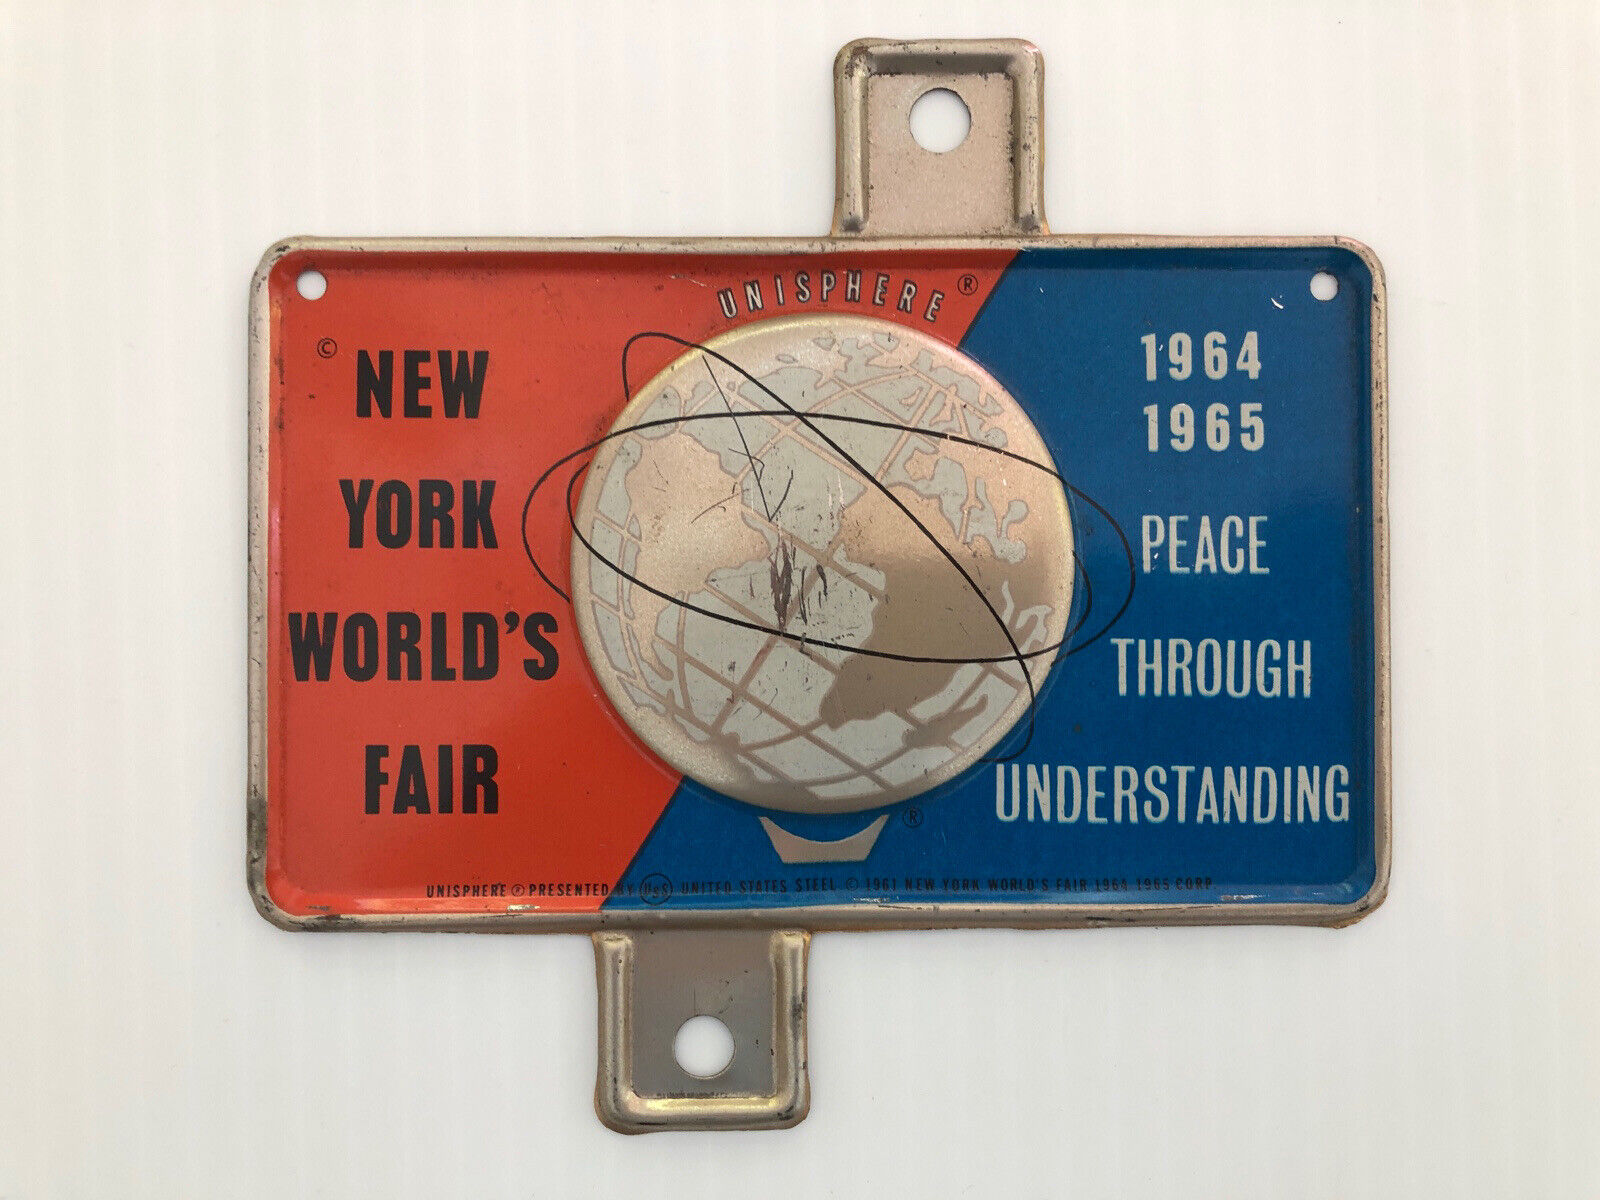 UNISPHERE ®
© NEW
YORK
WORLD'S
FAIR
1964
1965
PEACE
THROUGH
UNDERSTANDING
®
UNISPHERE ® PRESENTED BY (USS) UNITED STATES STEEL © 1961 NEW YORK WORLD'S FAIR 1964 1965 CORP.